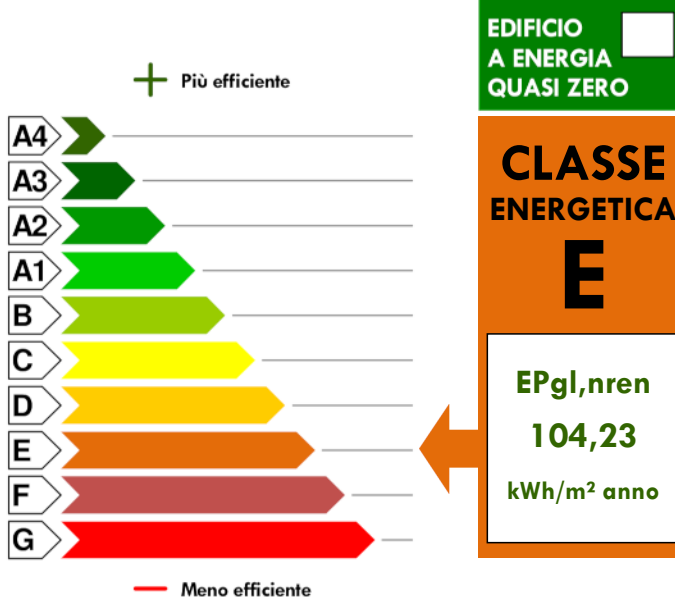 Più efficiente
A4
A3
A2
A1
B
C
D
E
F
G
Meno efficiente
EDIFICIO
A ENERGIA
QUASI ZERO
CLASSE
ENERGETICA
E
EPgl,nren
104,23
kWh/m² anno